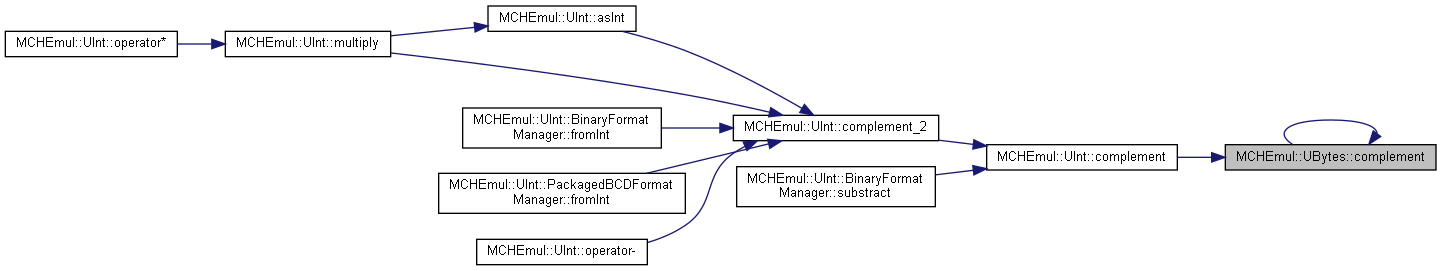 MCHEmul::UInt::operator*
MCHEmul::UInt::multiply
MCHEmul::UInt::asInt
MCHEmul::UInt::BinaryFormat
Manager::fromInt
MCHEmul::UInt::PackagedBCDFormat
Manager::fromInt
MCHEmul::UInt::operator-
MCHEmul::UInt::complement_2
MCHEmul::UInt::BinaryFormat
Manager::substract
MCHEmul::UInt::complement
MCHEmul::UBytes::complement